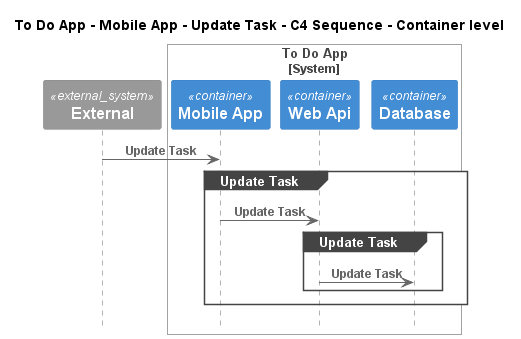 To Do App - Mobile App - Update Task - C4 Sequence - Container level
To Do App
[System]
«external_system»
External
«container»
Mobile App
«container»
Web Api
«container»
Database
Update Task
Update Task
Update Task
Update Task
Update Task